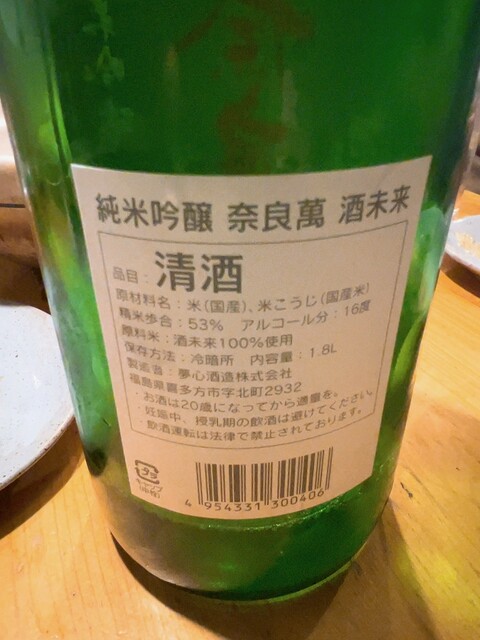 純米吟醸 奈良萬 酒未来
品目：清酒
原材料名：米(国産)、米こうじ(国産米)
精米歩合：53% アルコール分：16度
原料米：酒未来100%使用
保存方法：冷暗所 内容量：1.8L
製造者：夢心酒造株式会社
福島県喜多方市字北町2932
・お酒は20歳になってから適量を。
・妊娠中、授乳期の飲酒は避けてください。
・飲酒運転は法律で禁止されております。
4 954331 300406